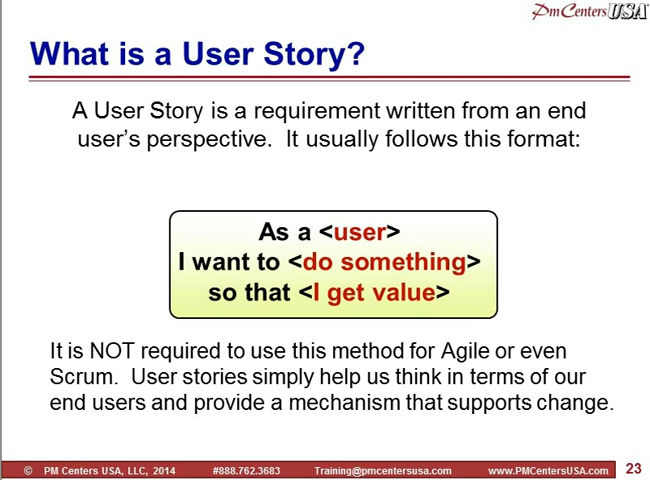 Pm Centers USA
What is a User Story?
A User Story is a requirement written from an end
user’s perspective.  It usually follows this format:
As a <user>
I want to <do something>
so that <I get value>
It is NOT required to use this method for Agile or even
Scrum.  User stories simply help us think in terms of our
end users and provide a mechanism that supports change.
© PM Centers USA, LLC, 2014 #888.762.3683 Training@pmcentersusa.com www.PMCentersUSA.com 23